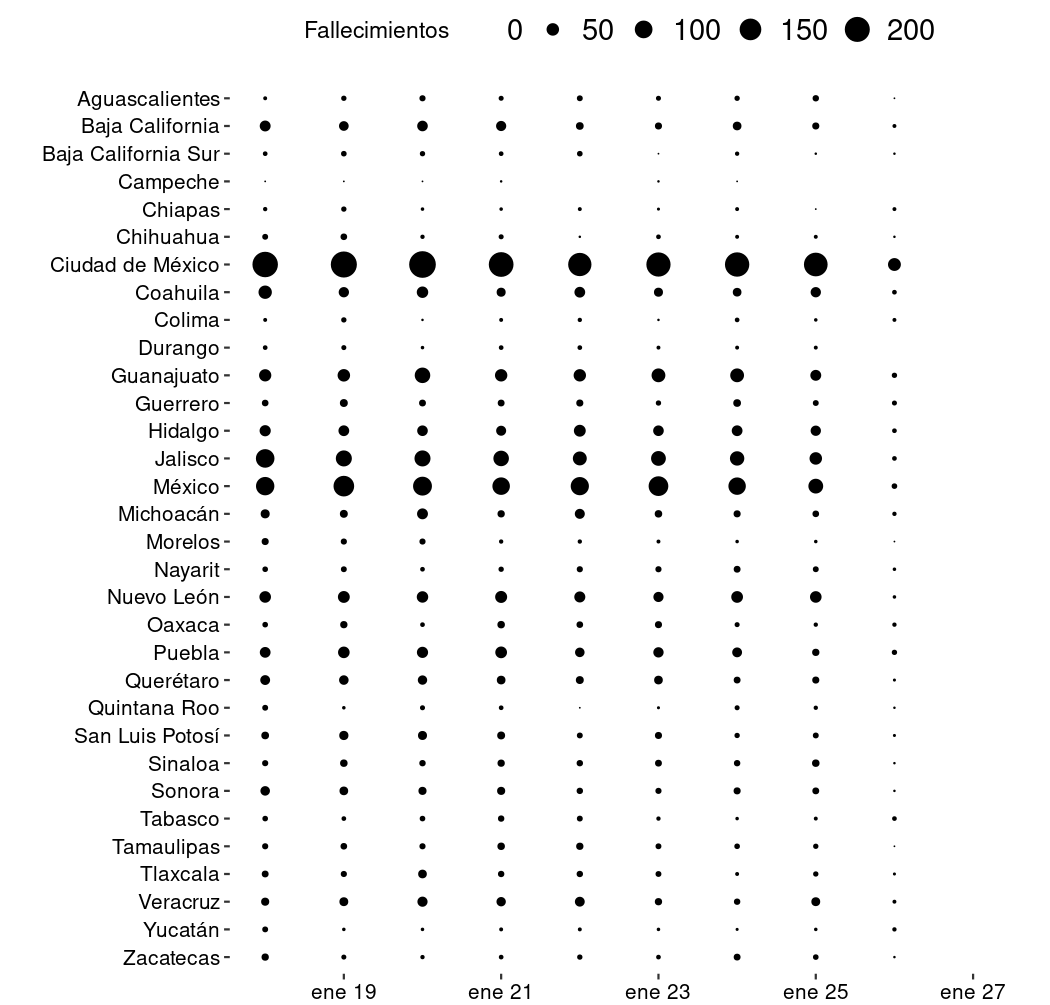 Fallecimientos 0 50 100 150 200
Aguascalientes
Baja California
Baja California Sur
Campeche
Chiapas
Chihuahua
Ciudad de México
Coahuila
Colima
Durango
Guanajuato
Guerrero
Hidalgo
Jalisco
México
Michoacán
Morelos
Nayarit
Nuevo León
Oaxaca
Puebla
Querétaro
Quintana Roo
San Luis Potosí
Sinaloa
Sonora
Tabasco
Tamaulipas
Tlaxcala
Veracruz
Yucatán
Zacatecas
ene 19 ene 21 ene 23 ene 25 ene 27